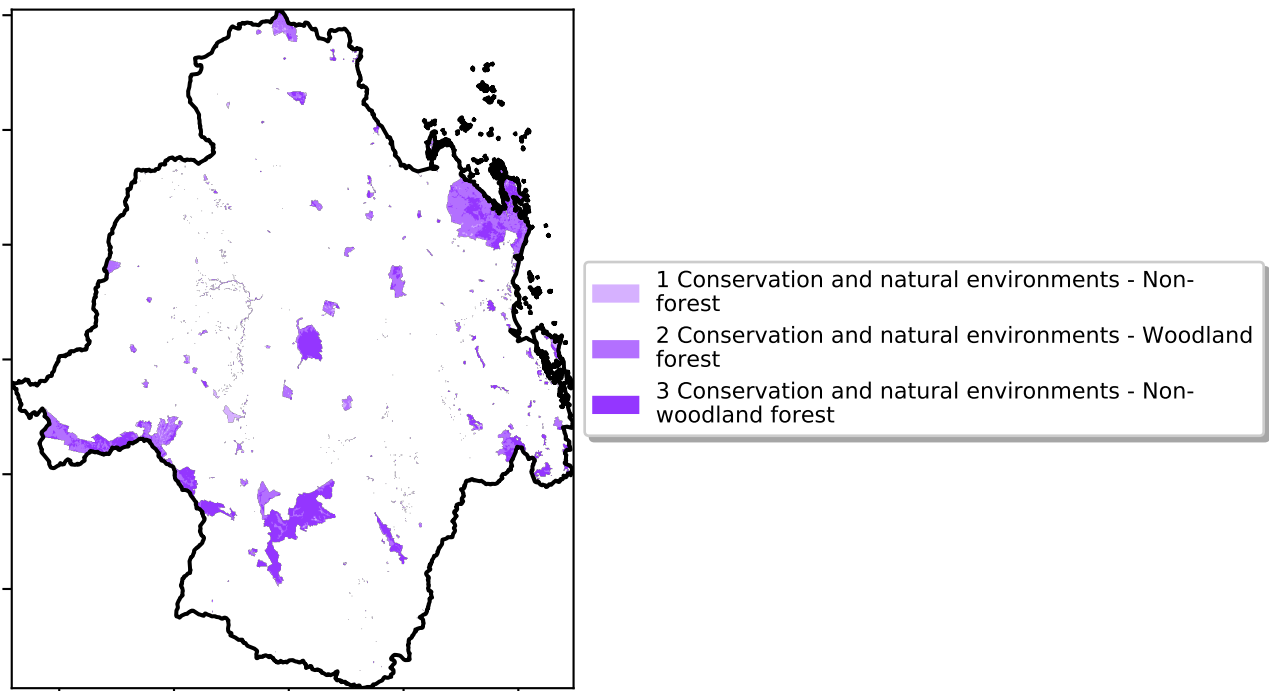 1 Conservation and natural environments - Non-
forest
2 Conservation and natural environments - Woodland
forest
3 Conservation and natural environments - Non-
woodland forest